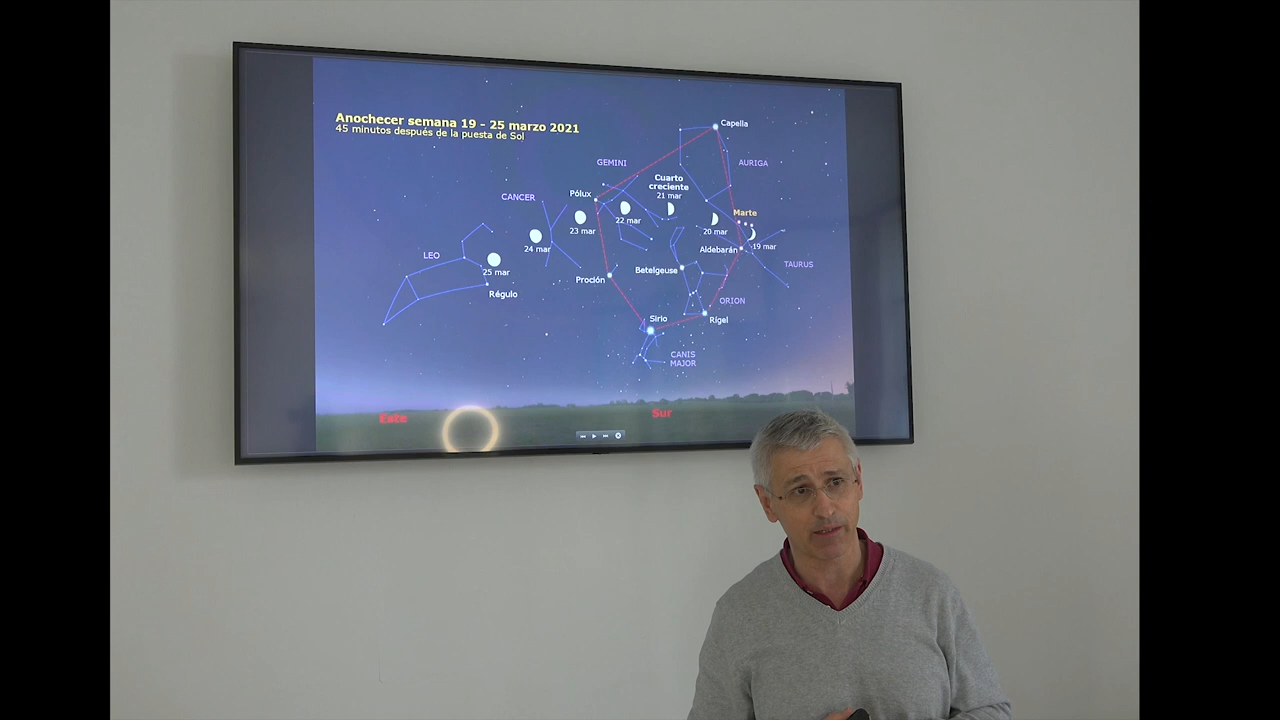 Anochecer semana 19 - 25 marzo 2021
45 minutos después de la puesta de Sol
Capella
GEMINI
AURIGA
Cuarto
creciente
21 mar
Pólux
CANCER
Marte
22 mar
23 mar
20 mar
19 mar
24 mar
Aldebarán
LEO
TAURUS
25 mar
Betelgeuse
Proción
Régulo
ORION
Sirio
Rígel
CANIS
MAJOR
Este
Sur